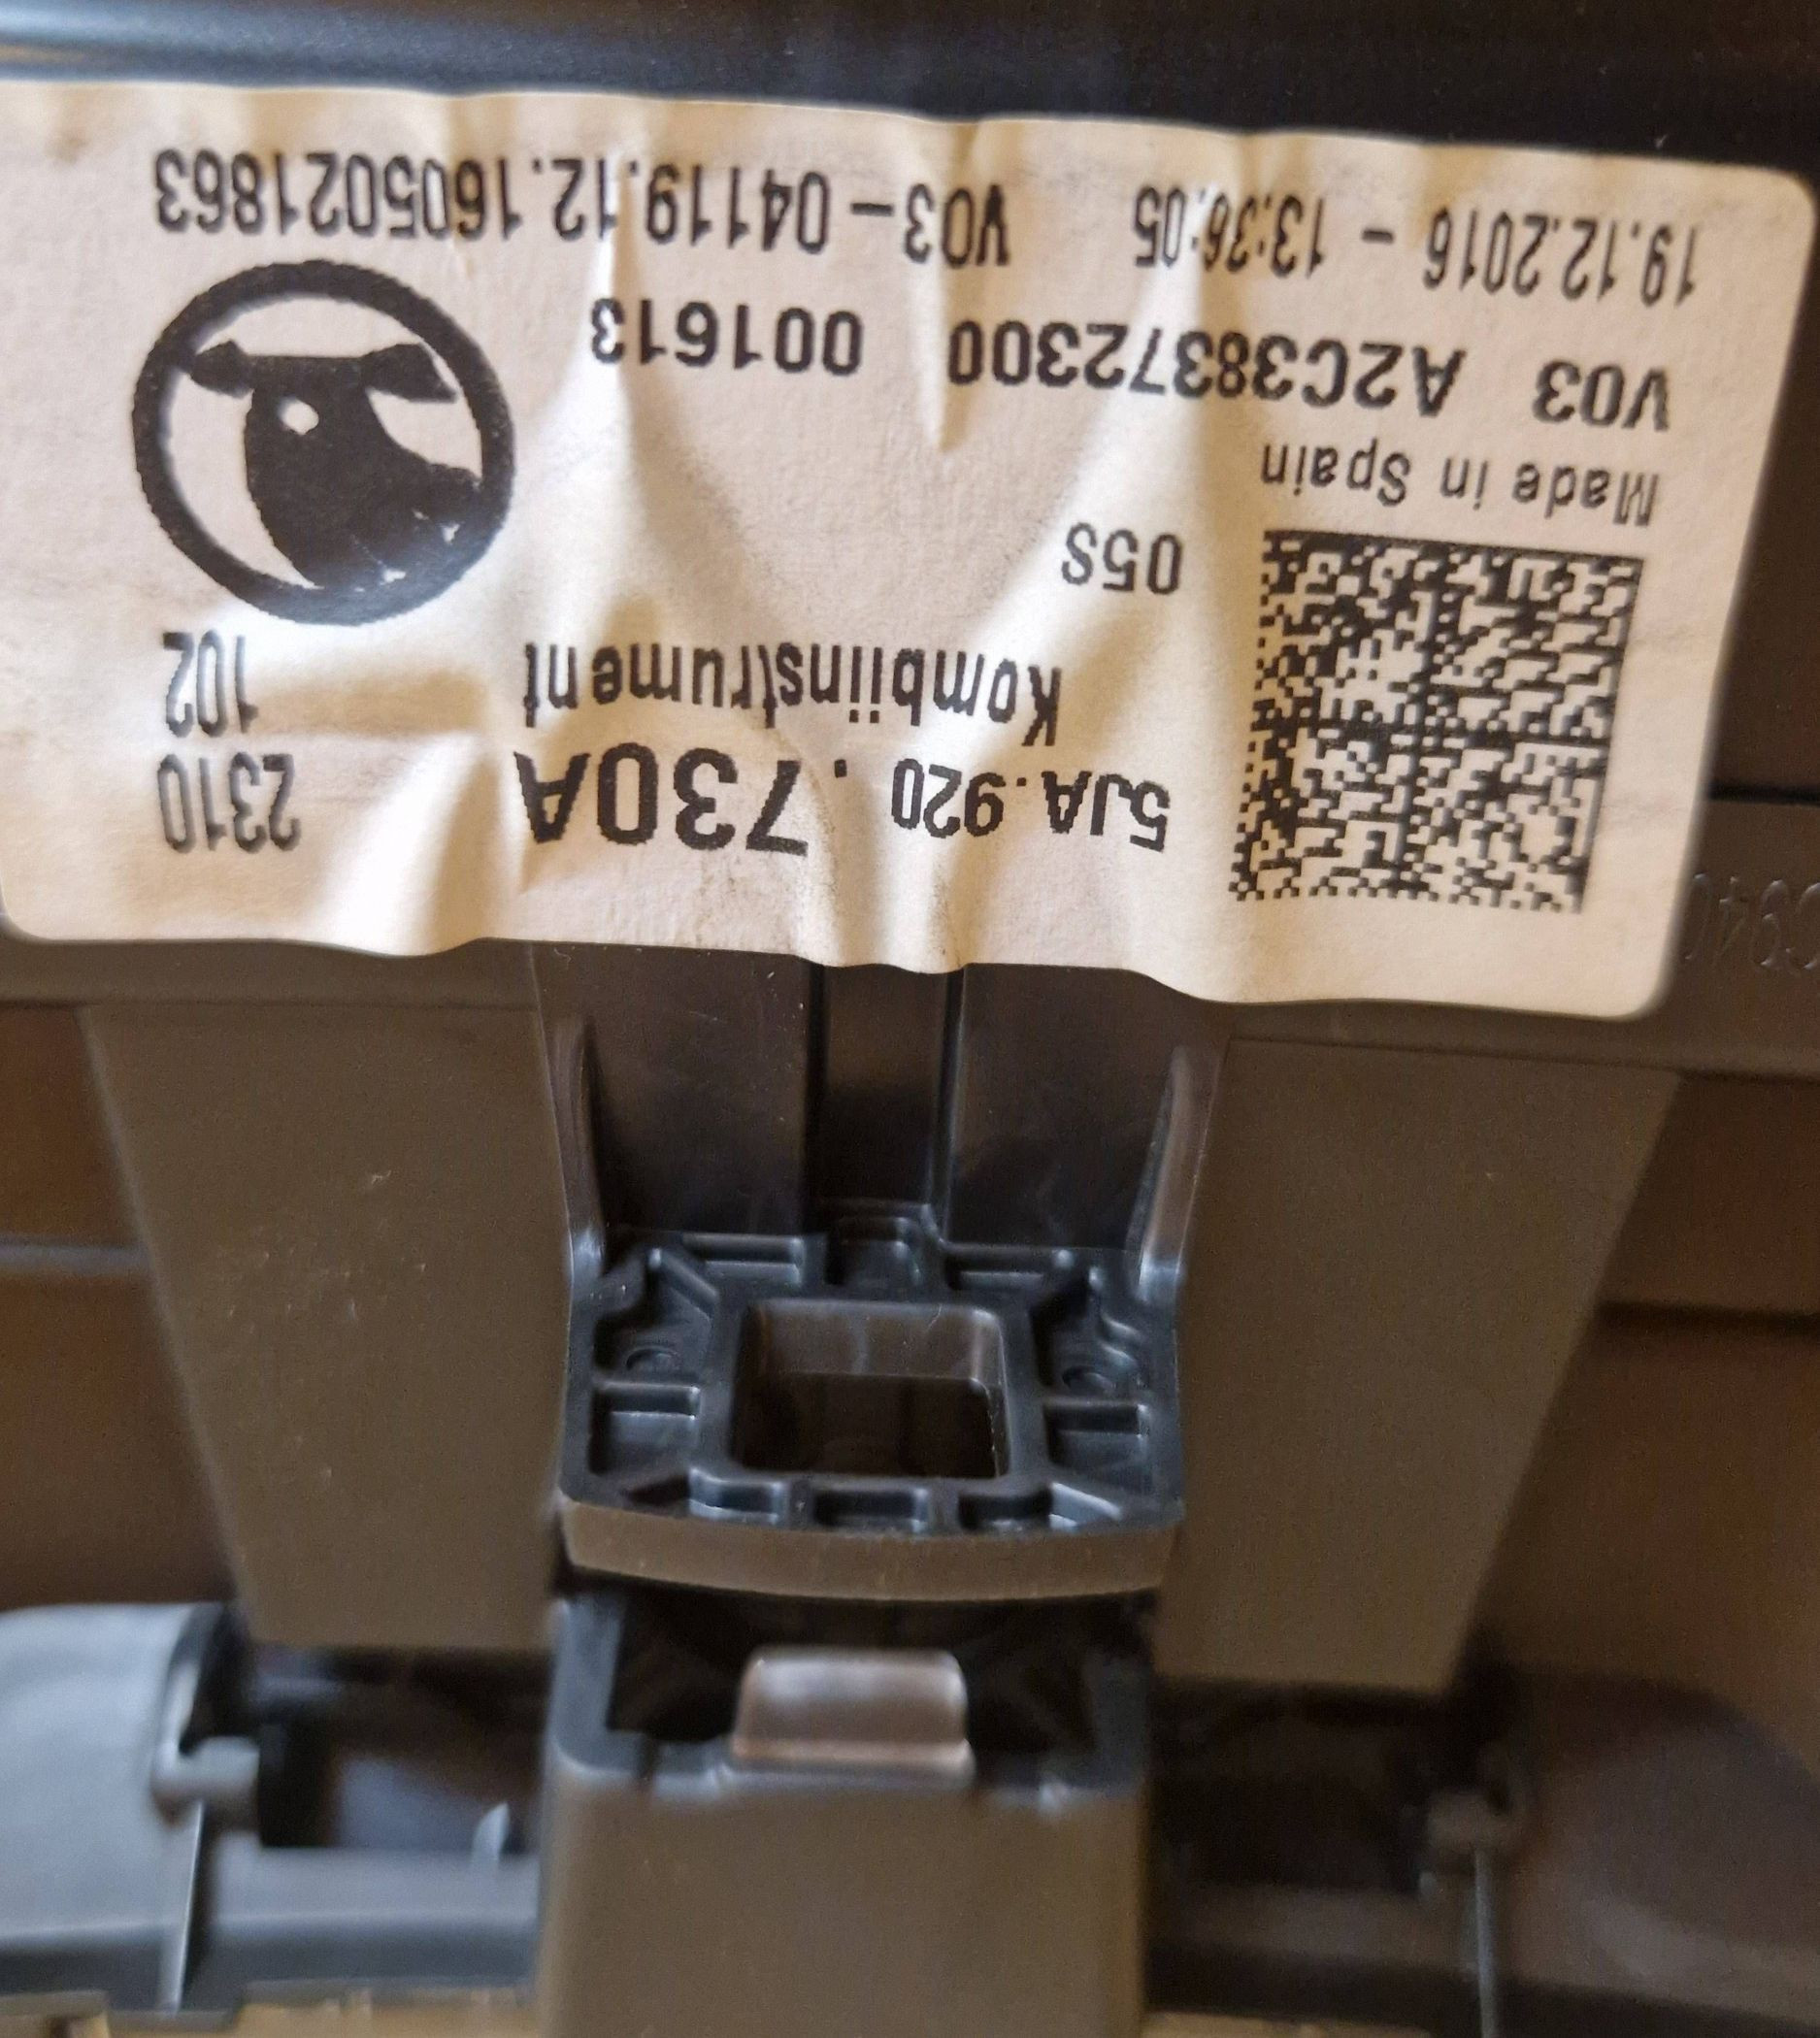 5JA.920 .730A 2310
Kombiinstrument 102
05S
Made in Spain
V03 A2C38372300 001613
19.12.2016 - 13:36:05 V03-04119.12.1605021863